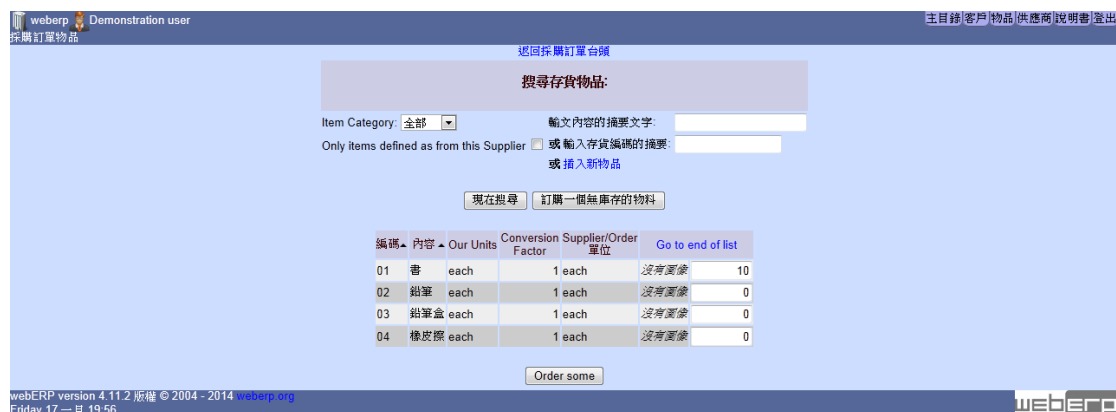 weberp Demonstration user 主目錄 客戶 物品 供應商 說明書 登出
採購訂單物品
返回採購訂單台頭
搜尋存貨物品:
Item Category: 全部 輸文內容的摘要文字:
Only items defined as from this Supplier 或 輸入存貨編碼的摘要:
或 插入新物品
現在搜尋 訂購一個無庫存的物料
編碼 內容 Our Units Conversion Factor Supplier/Order 單位 Go to end of list
01 書 each 1 each 沒有圖像 10
02 鉛筆 each 1 each 沒有圖像 0
03 鉛筆盒 each 1 each 沒有圖像 0
04 橡皮擦 each 1 each 沒有圖像 0
Order some
webERP version 4.11.2 版權 © 2004 - 2014 weberp.org
Friday 17 一月 19:56 weberp